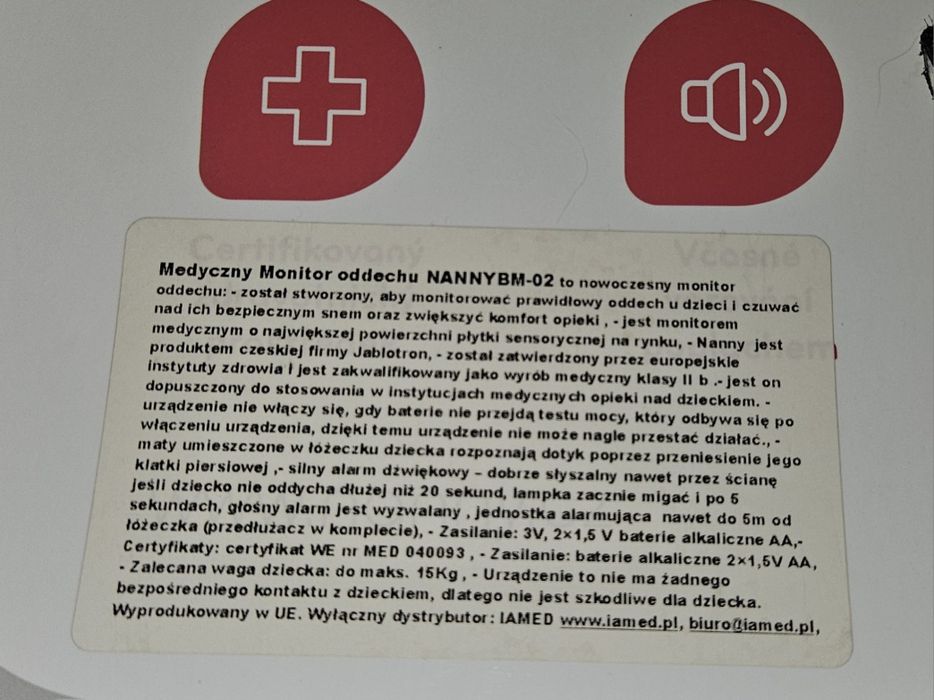 Certifikovaný
Včasné
Medyczny Monitor oddechu NANNYBM-02 to nowoczesny monitor
oddechu: - został stworzony, aby monitorować prawidłowy oddech u dzieci i czuwać
nad ich bezpiecznym snem oraz zwiększyć komfort opieki , - jest monitorem
medycznym o największej powierzchni płytki sensorycznej na rynku, - Nanny jest
produktem czeskiej firmy Jablotron, - został zatwierdzony przez europejskie
instytuty zdrowia i jest zakwalifikowany jako wyrób medyczny klasy II b .- jest on
dopuszczony do stosowania w instytucjach medycznych opieki nad dzieckiem. -
urządzenie nie włączy się, gdy baterie nie przejdą testu mocy, który odbywa się po
włączeniu urządzenia, dzięki temu urządzenie nie może nagle przestać działać., -
maty umieszczone w łóżeczku dziecka rozpoznają dotyk poprzez przeniesienie jego
klatki piersiowej ,- silny alarm dźwiękowy – dobrze słyszalny nawet przez ścianę
jeśli dziecko nie oddycha dłużej niż 20 sekund, lampka zacznie migać i po 5
sekundach, głośny alarm jest wyzwalany , jednostka alarmująca nawet do 5m od
łóżeczka (przedłużacz w komplecie), - Zasilanie: 3V, 2×1,5 V baterie alkaliczne AA,-
Certyfikaty: certyfikat WE nr MED 040093 , - Zasilanie: baterie alkaliczne 2×1,5V AA,
- Zalecana waga dziecka: do maks. 15Kg , - Urządzenie to nie ma żadnego
bezpośredniego kontaktu z dzieckiem, dlatego nie jest szkodliwe dla dziecka.
Wyprodukowany w UE. Wyłączny dystrybutor: IAMED www.iamed.pl, biuro@iamed.pl,